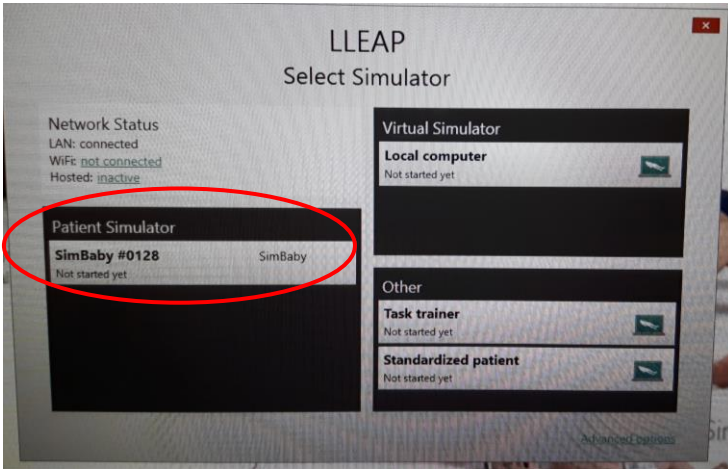 LLEAP
Select Simulator
Network Status
LAN: connected
WiFi: not connected
Hosted: inactive
Patient Simulator
SimBaby #0128 SimBaby
Not started yet
Virtual Simulator
Local computer
Not started yet
Other
Task trainer
Not started yet
Standardized patient
Not started yet
Advanced options